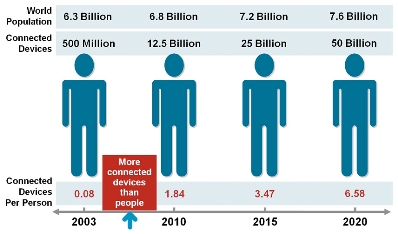 World Population 6.3 Billion 6.8 Billion 7.2 Billion 7.6 Billion
Connected Devices 500 Million 12.5 Billion 25 Billion 50 Billion
More
connected
devices
than
people
Connected Devices Per Person 0.08 1.84 3.47 6.58
2003 2010 2015 2020